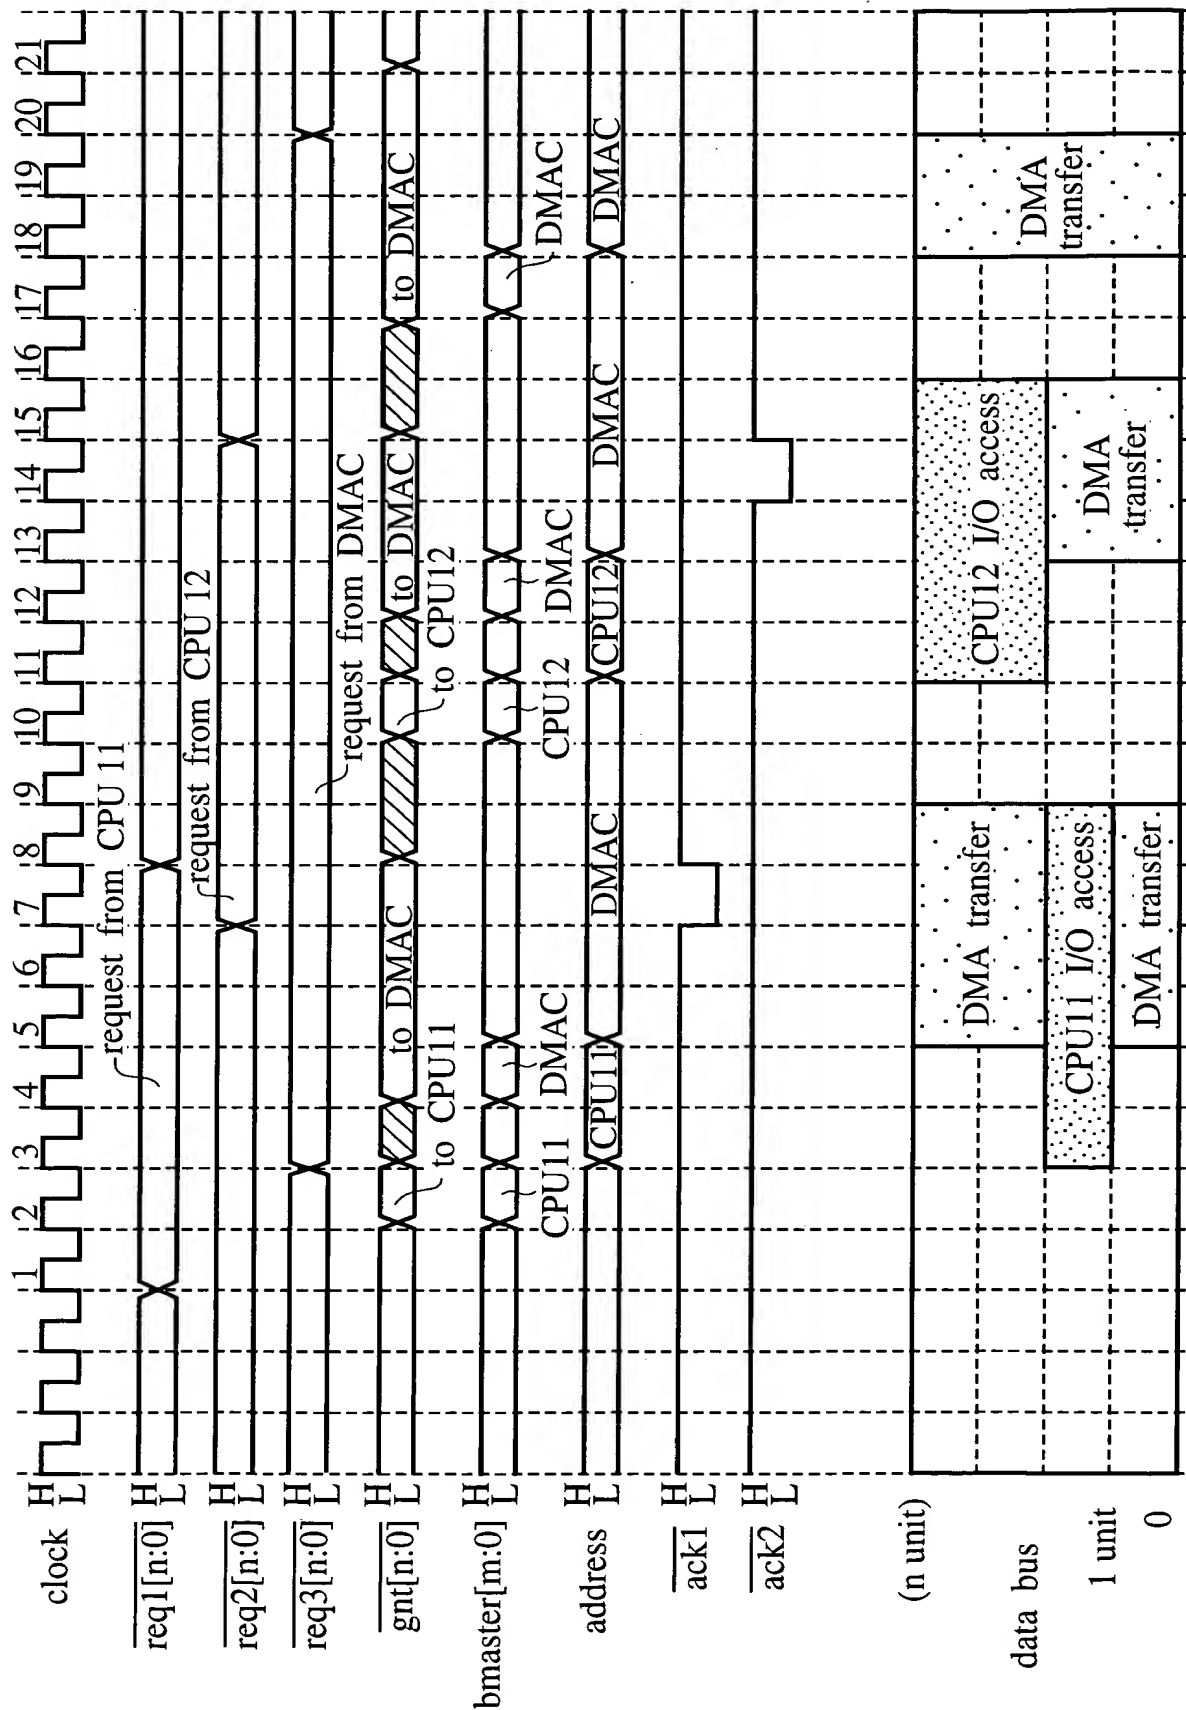 clock H L 1 2 3 4 5 6 7 8 9 10 11 12 13 14 15 16 17 18 19 20 21
req1[n:0] H L request from CPU 11
req2[n:0] H L request from CPU 12
req3[n:0] H L request from DMAC
gnt[n:0] H L to CPU11 to DMAC to CPU12 to DMAC to DMAC
bmaster[m:0] H L CPU11 DMAC CPU12 DMAC DMAC
address H L CPU11 DMAC CPU12 DMAC DMAC
ack1 H L
ack2 H L
(n unit)
data bus
1 unit
0
DMA transfer
CPU11 I/O access
DMA transfer
CPU12 I/O access
DMA
transfer
DMA
transfer